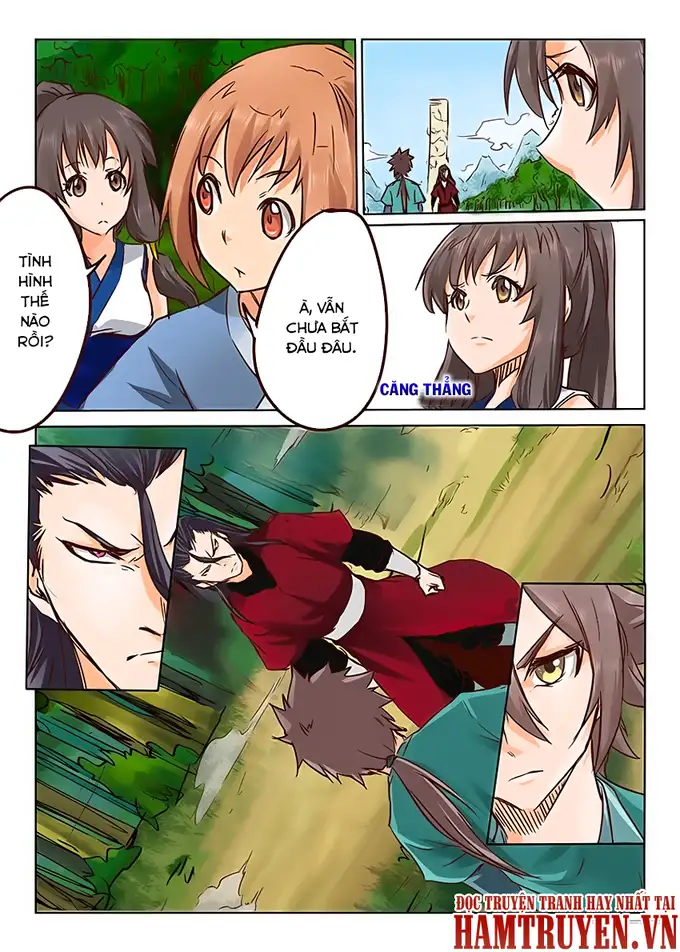 TÌNH
HÌNH
THẾ
NÀO
RỒI?
À, VẪN
CHƯA BẮT
ĐẦU ĐÂU.
CĂNG THẲNG
ĐỌC TRUYỆN TRANH HAY NHẤT TẠI
HAMTRUYEN.VN